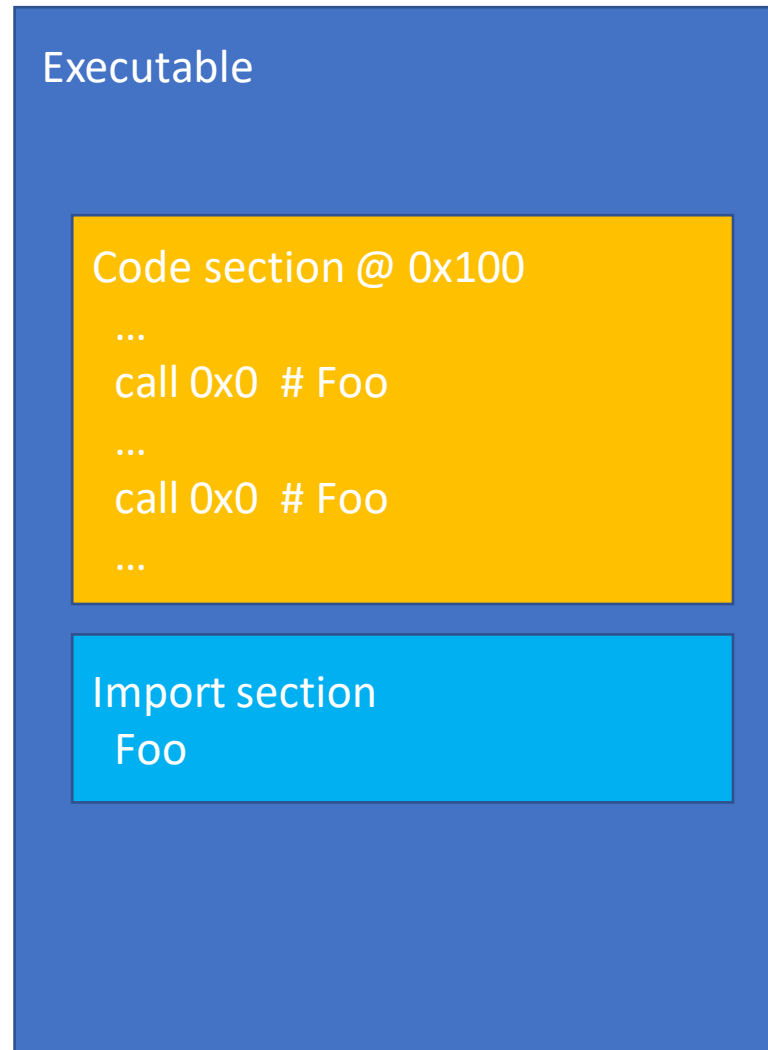 Executable
Code section @ 0x100
...
call 0x0  # Foo
...
call 0x0  # Foo
...
Import section
Foo